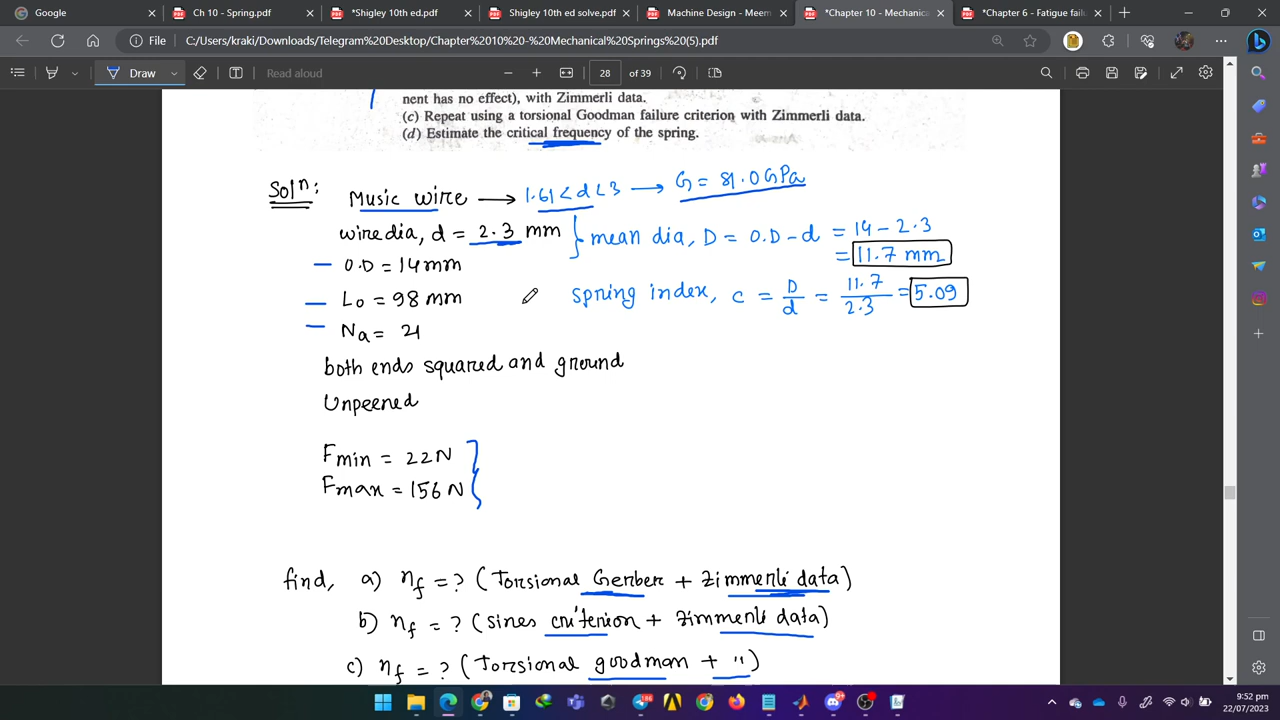 Google
Ch 10 - Spring.pdf
*Shigley 10th ed.pdf
Shigley 10th ed solve.pdf
Machine Design - Meem
*Chapter 10 - Mechanica
*Chapter 6 - Fatigue fail
File
C:/Users/kraki/Downloads/Telegram%20Desktop/Chapter%2010%20-%20Mechanical%20Springs%20(5).pdf
Draw
Read aloud
28 of 39
nent has no effect), with Zimmerli data.
(c) Repeat using a torsional Goodman failure criterion with Zimmerli data.
(d) Estimate the critical frequency of the spring.
Solⁿ: Music wire → 1.61 < d < 3 → G = 81.0 GPa
wire dia, d = 2.3 mm } mean dia, D = O.D - d = 14 - 2.3
= 11.7 mm
O.D = 14mm
L₀ = 98 mm
spring index, c = D/d = 11.7/2.3 = 5.09
Na = 21
both ends squared and ground
Unpeened
Fmin = 22N
Fmax = 156 N
find, a) nf = ? (Torsional Gerber + Zimmerli data)
b) nf = ? (sines criterion + Zimmerli data)
c) nf = ? (Torsional goodman + ")
9:52 pm
22/07/2023